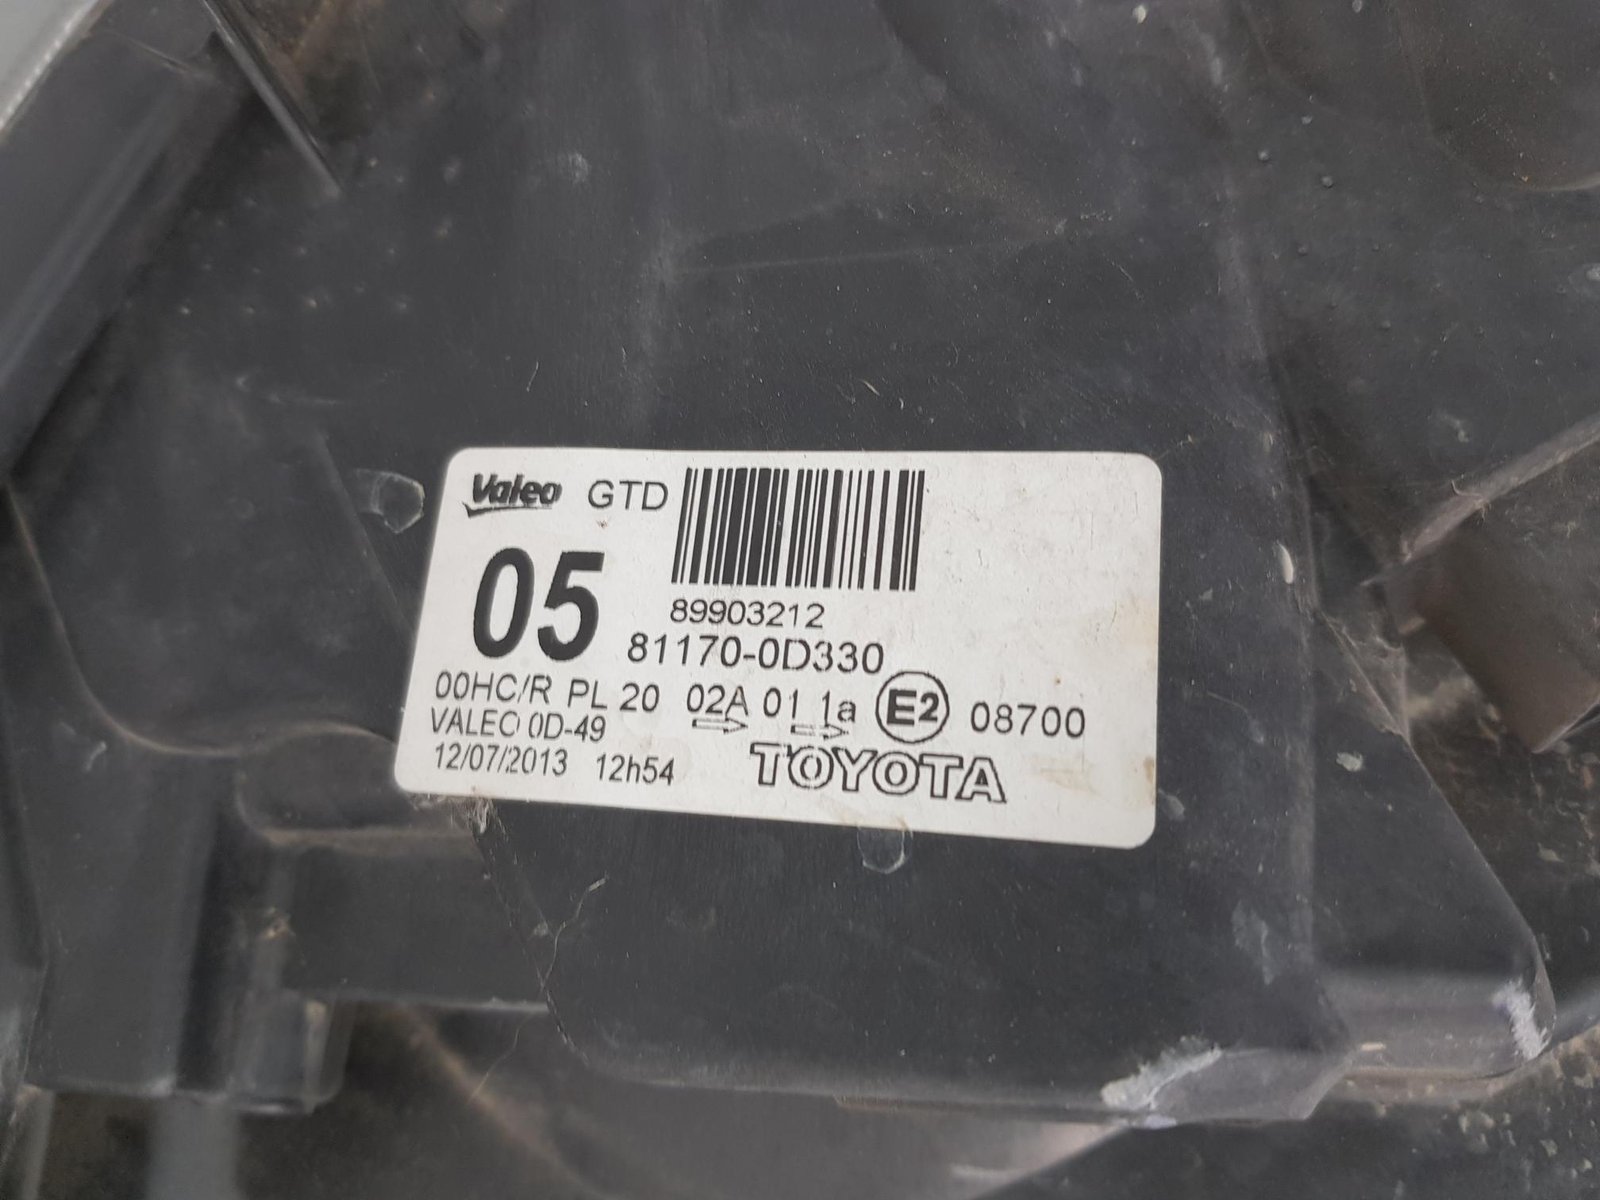 Valeo GTD
05
89903212
81170-0D330
00HC/R PL 20 02A 01 1a E2 08700
VALEO 0D-49
12/07/2013 12h54 TOYOTA